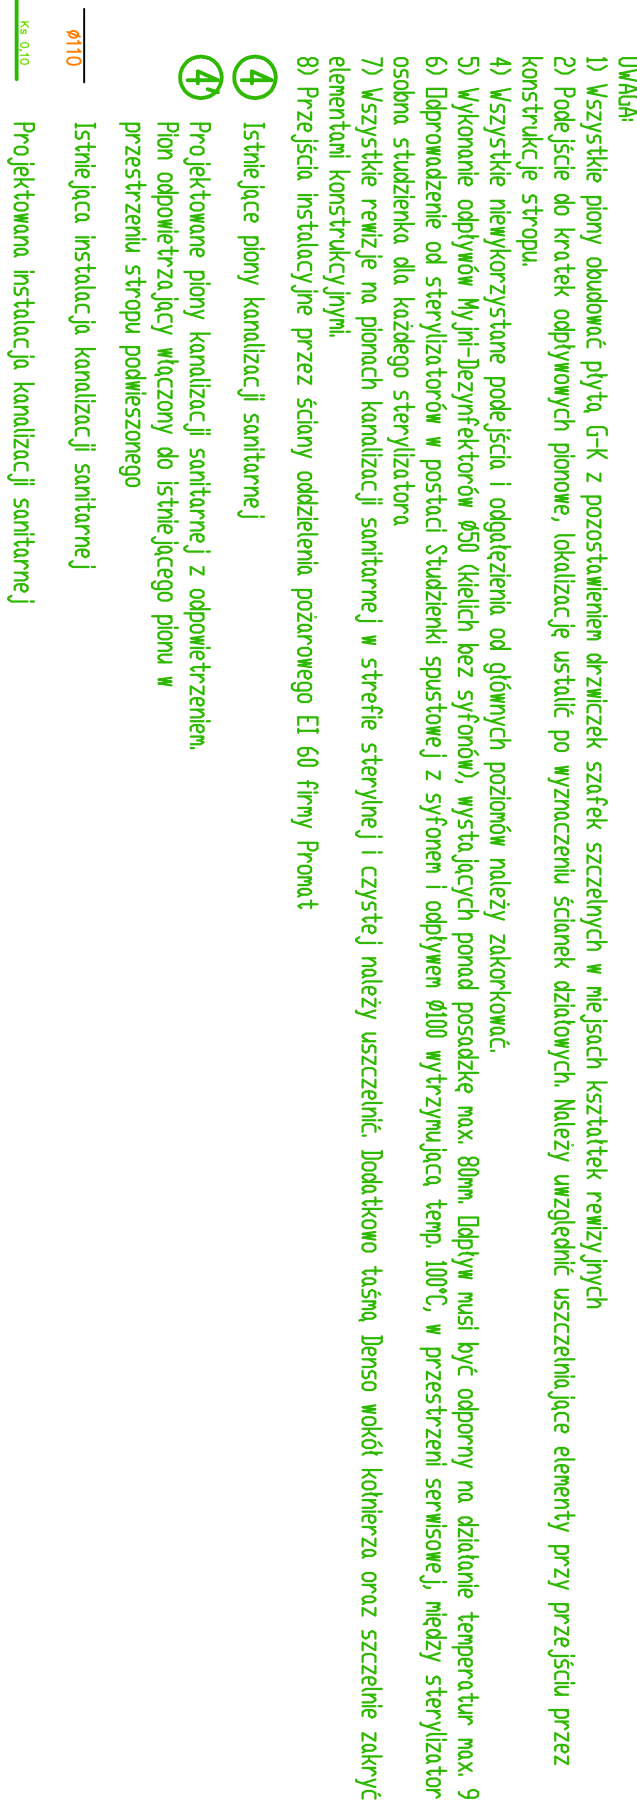 UWAGA:
1) Wszystkie piony obudować płytą G-K z pozostawieniem drzwiczek szafek szczelnych w miejsach kształtek rewizyjnych
2) Podejście do kratek odpływowych pionowe, lokalizację ustalić po wyznaczeniu ścianek działowych. Należy uwzględnić uszczelniające elementy przy przejściu przez
konstrukcje stropu.
4) Wszystkie niewykorzystane podejścia i odgałęzienia od głównych poziomów należy zakorkować.
5) Wykonanie odpływów Myjni-Dezynfektorów ø50 (kielich bez syfonów), wystających ponad posadzkę max. 80mm. Odpływ musi być odporny na działanie temperatur max. 9
6) Odprowadzenie od sterylizatorów w postaci Studzienki spustowej z syfonem i odpływem ø100 wytrzymującą temp. 100°C, w przestrzeni serwisowej, między sterylizator
osobna studzienka dla każdego sterylizatora
7) Wszystkie rewizje na pionach kanalizacji sanitarnej w strefie sterylnej i czystej należy uszczelnić. Dodatkowo taśmą Denso wokół kołnierza oraz szczelnie zakryć
elementami konstrukcyjnymi.
8) Przejścia instalacyjne przez ściany oddzielenia pożarowego EI 60 firmy Promat
4 Istniejące piony kanalizacji sanitarnej
4' Projektowane piony kanalizacji sanitarnej z odpowietrzeniem.
Pion odpowietrzający włączony do istniejącego pionu w
przestrzeniu stropu podwieszonego
ø110 Istniejąca instalacja kanalizacji sanitarnej
Ks 0,10 Projektowana instalacja kanalizacji sanitarnej